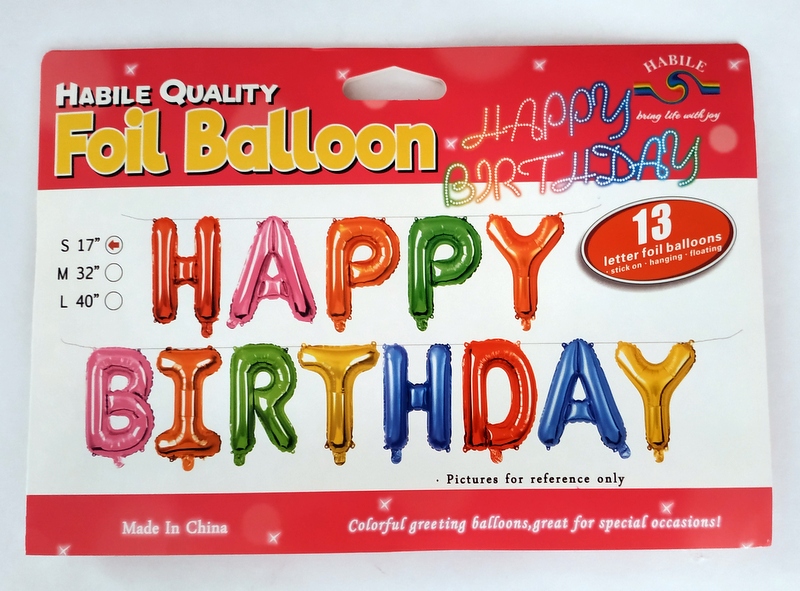 HABILE QUALITY
Foil Balloon
HAPPY
BIRTHDAY
HABILE
bring life with joy
S 17”
M 32”
L 40”
13
letter foil balloons
· stick on · hanging · floating
HAPPY
BIRTHDAY
· Pictures for reference only
Made In China
Colorful greeting balloons,great for special occasions!